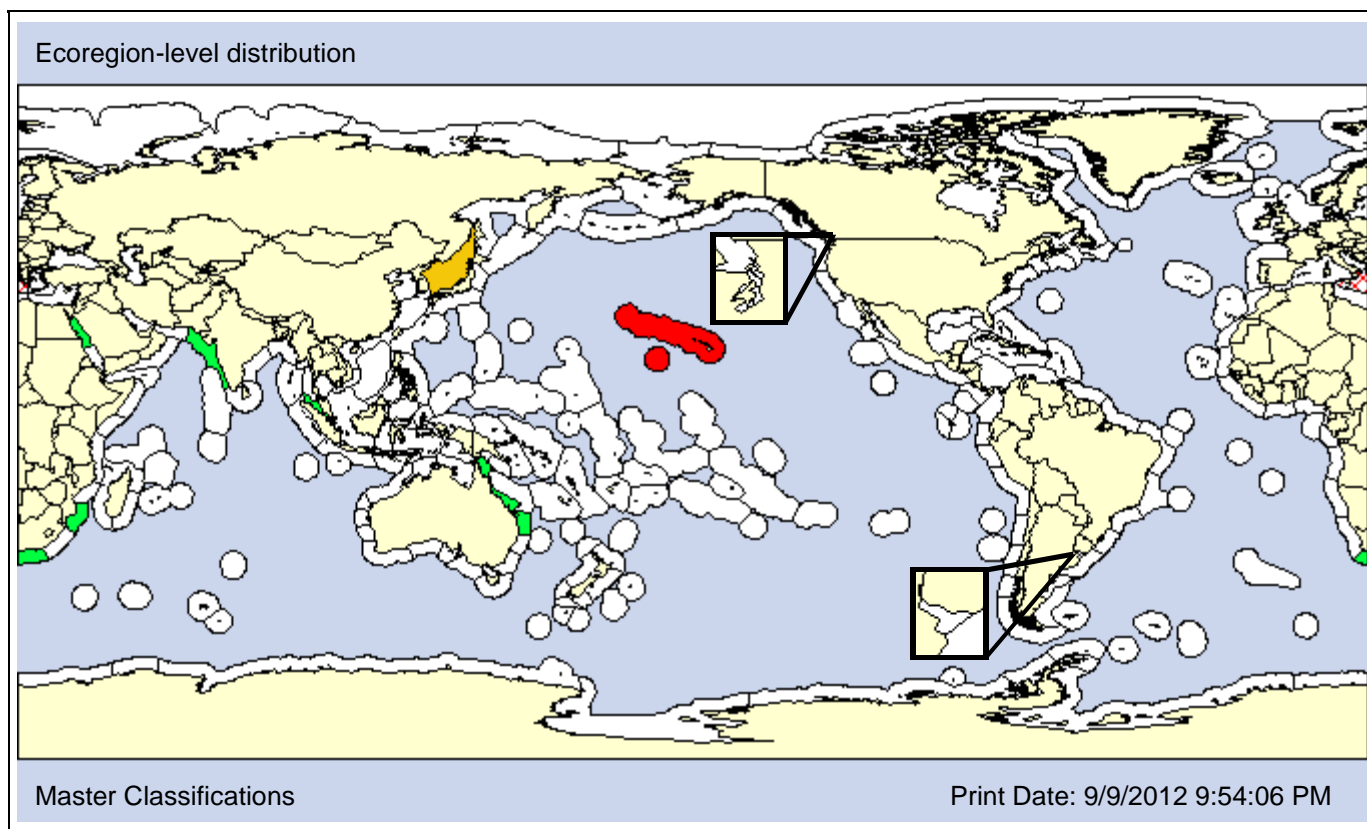 Ecoregion-level distribution
Master Classifications
Print Date: 9/9/2012 9:54:06 PM